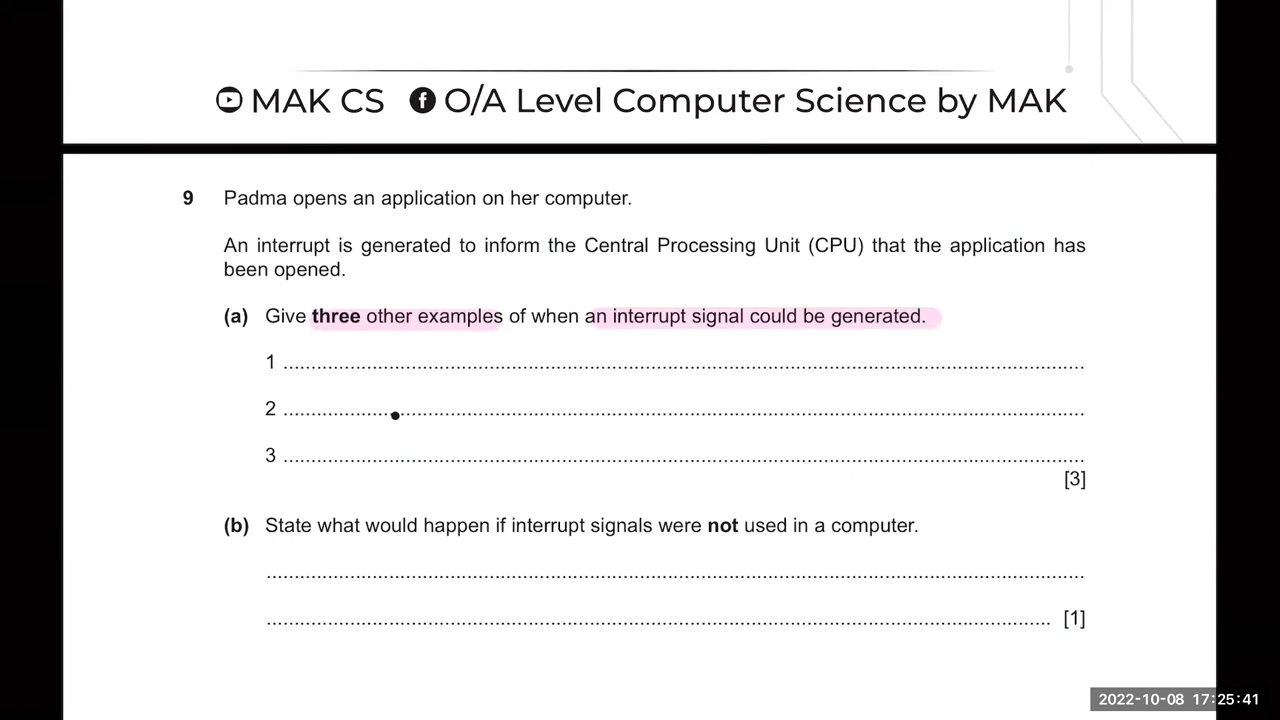 MAK CS O/A Level Computer Science by MAK
9 Padma opens an application on her computer.
An interrupt is generated to inform the Central Processing Unit (CPU) that the application has
been opened.
(a) Give three other examples of when an interrupt signal could be generated.
1 ................................................................
2 ................................................................
3 ................................................................
[3]
(b) State what would happen if interrupt signals were not used in a computer.
................................................................
................................................................ [1]
2022-10-08 17:25:41